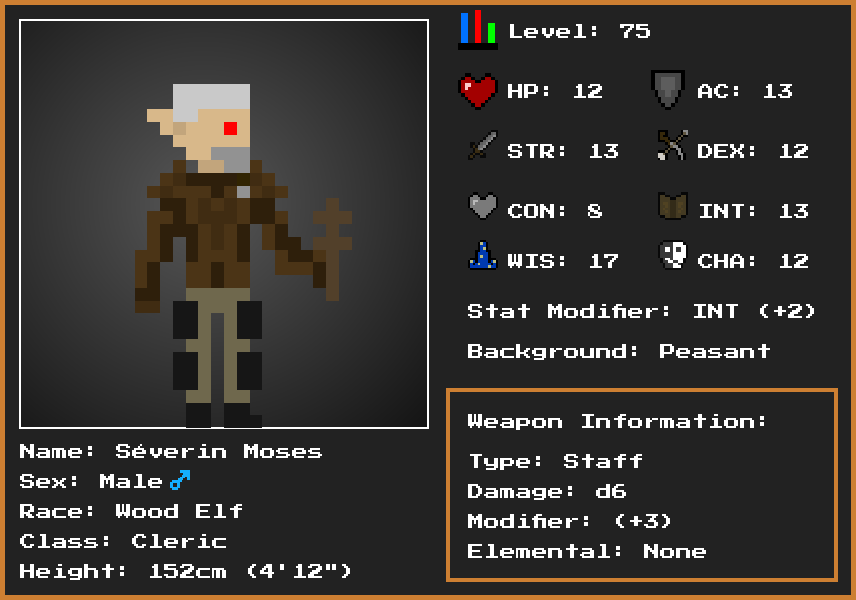 Level: 75
HP: 12
AC: 13
STR: 13
DEX: 12
CON: 8
INT: 13
WIS: 17
CHA: 12
Stat Modifier: INT (+2)
Background: Peasant
Weapon Information:
Type: Staff
Damage: d6
Modifier: (+3)
Elemental: None
Name: Séverin Moses
Sex: Male♂
Race: Wood Elf
Class: Cleric
Height: 152cm (4'12")